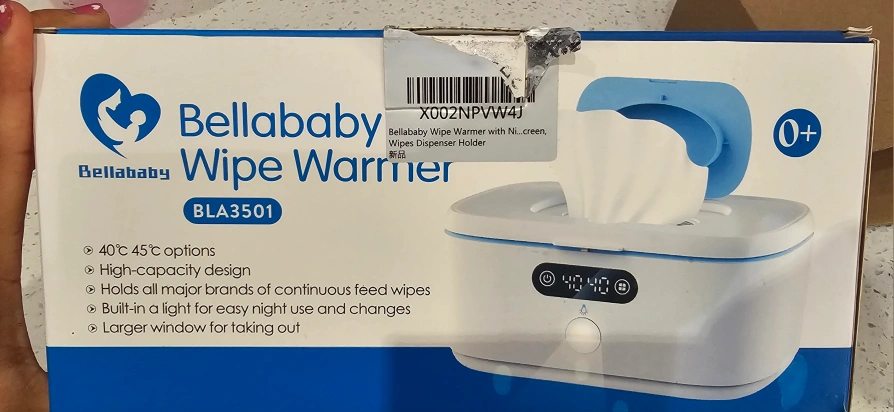 Bellababy
Wipe Warmer
Bellababy
BLA3501
40℃ 45℃ options
High-capacity design
Holds all major brands of continuous feed wipes
Built-in a light for easy night use and changes
Larger window for taking out
X002NPVW4J
Bellababy Wipe Warmer with Ni...creen,
Wipes Dispenser Holder
新品
0+
40 40